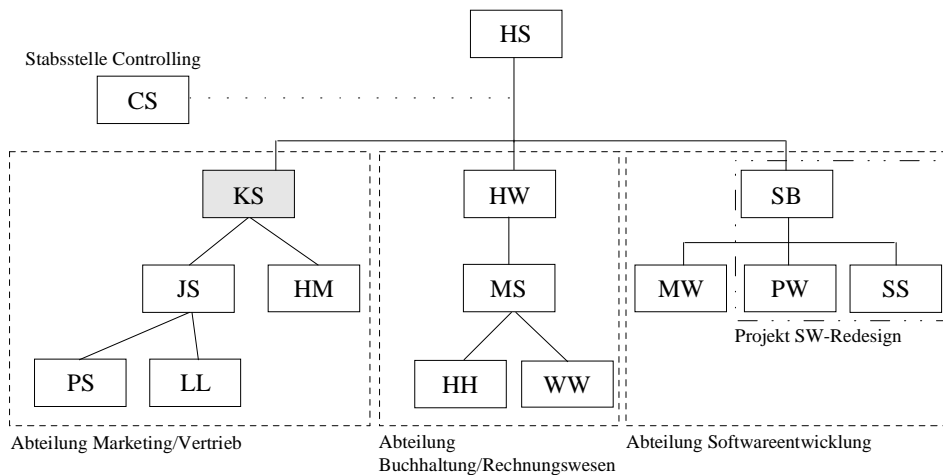 HS
Stabsstelle Controlling
CS
KS
HW
SB
JS
HM
MS
MW
PW
SS
Projekt SW-Redesign
PS
LL
HH
WW
Abteilung Marketing/Vertrieb
Abteilung
Buchhaltung/Rechnungswesen
Abteilung Softwareentwicklung